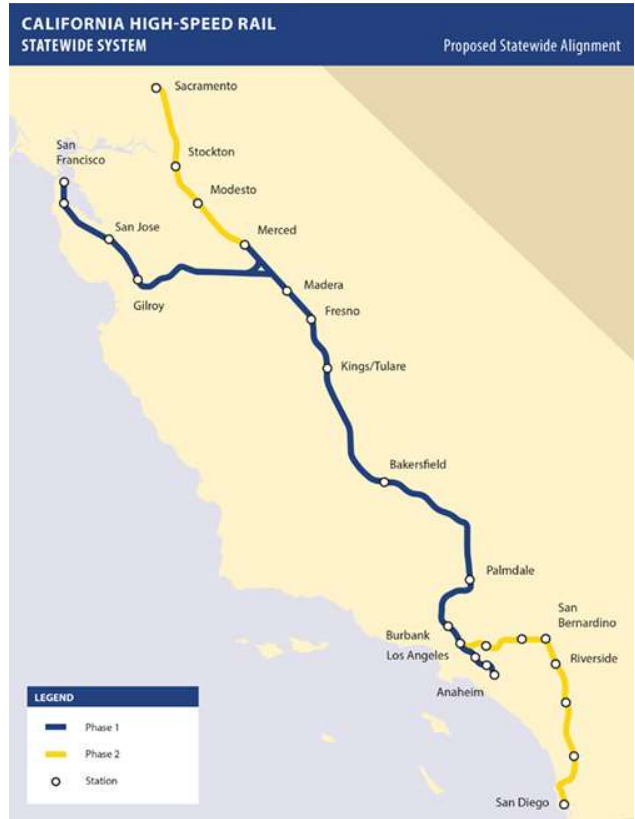 CALIFORNIA HIGH-SPEED RAIL
STATEWIDE SYSTEM
Proposed Statewide Alignment
Sacramento
San
Francisco
Stockton
Modesto
San Jose
Merced
Gilroy
Madera
Fresno
Kings/Tulare
Bakersfield
Palmdale
San
Bernardino
Burbank
Los Angeles
Riverside
Anaheim
San Diego
LEGEND
Phase 1
Phase 2
Station